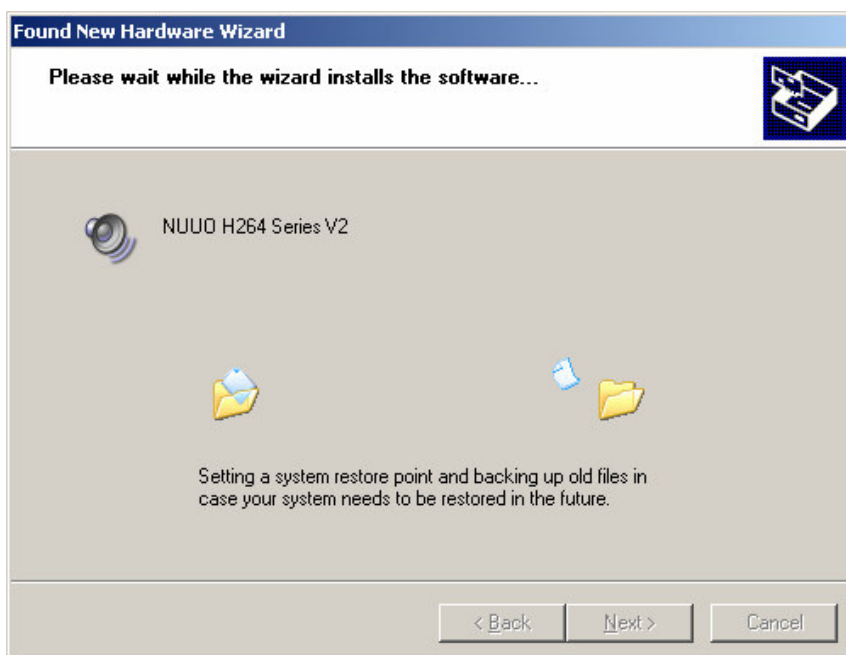 Found New Hardware Wizard
Please wait while the wizard installs the software...
NUUO H264 Series V2
Setting a system restore point and backing up old files in
case your system needs to be restored in the future.
< Back
Next >
Cancel